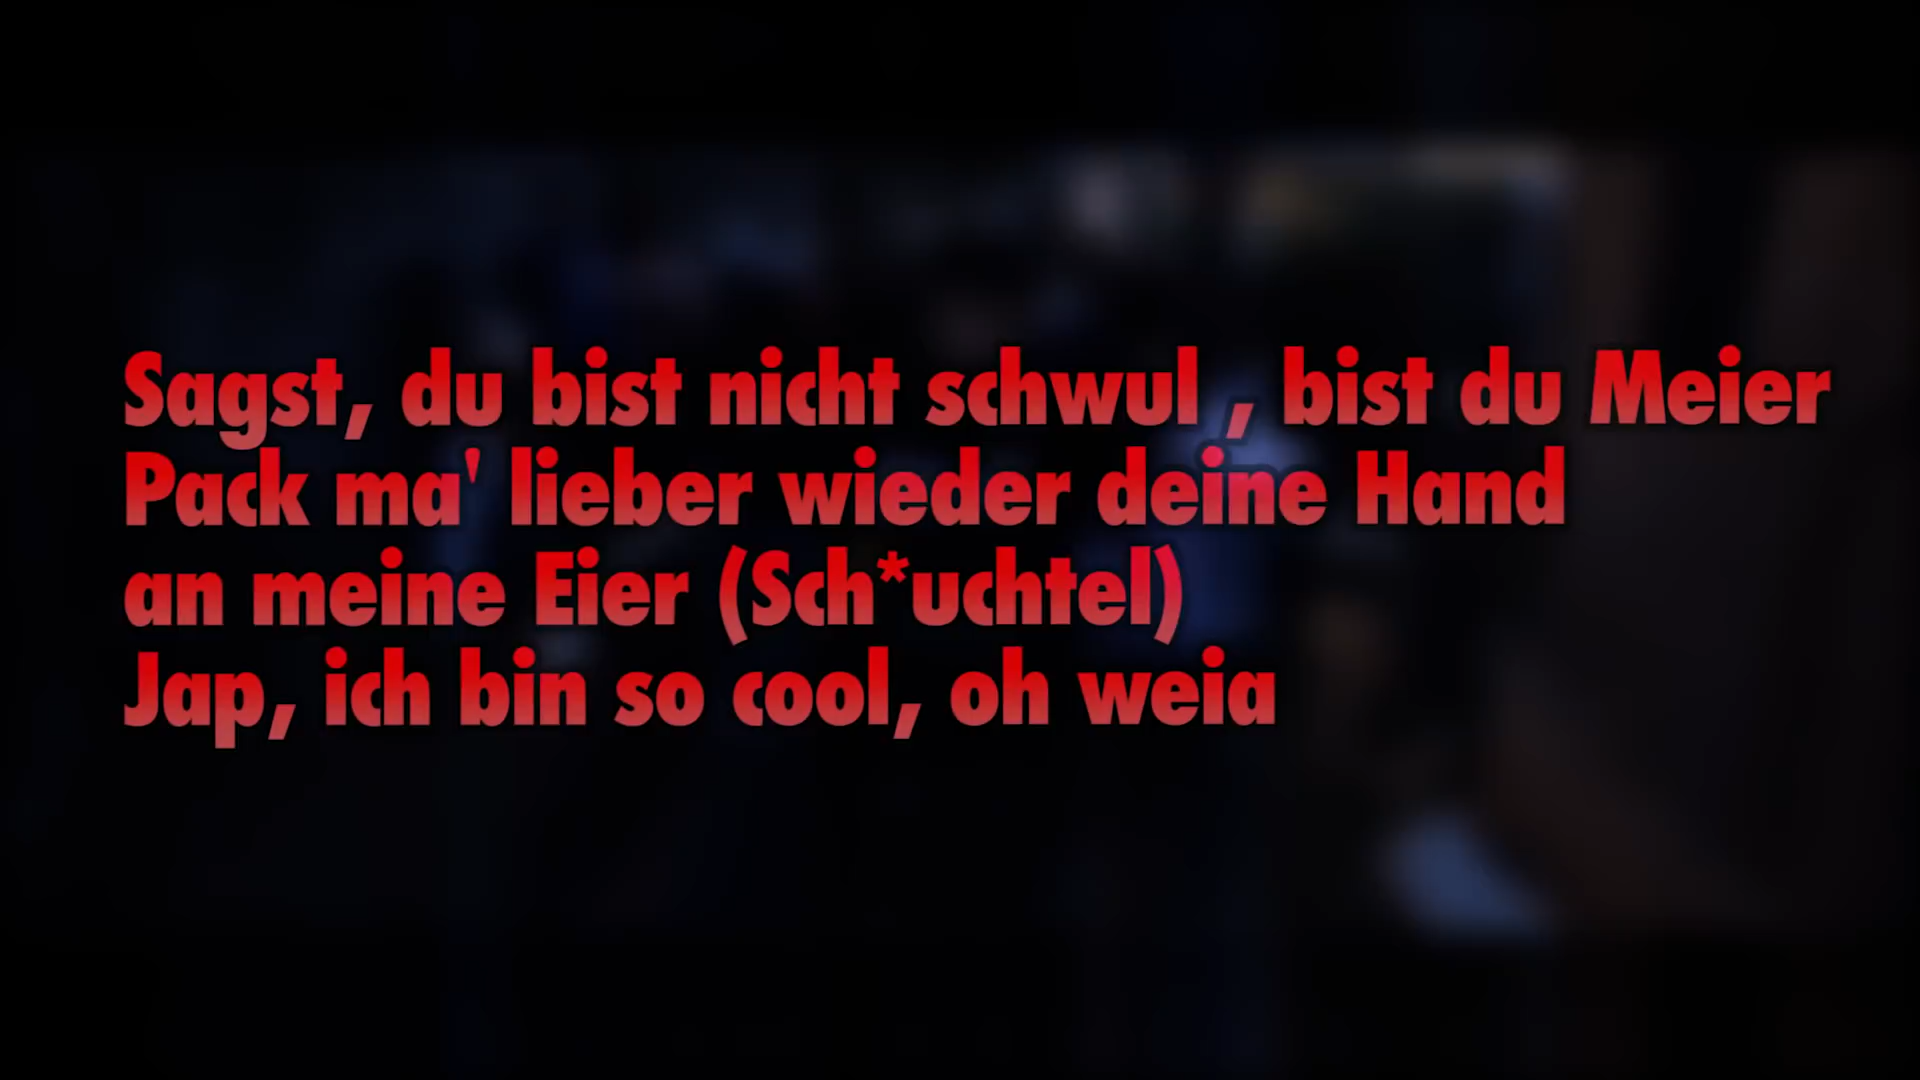 Sagst, du bist nicht schwul , bist du Meier
Pack ma' lieber wieder deine Hand
an meine Eier (Sch*uchtel)
Jap, ich bin so cool, oh weia